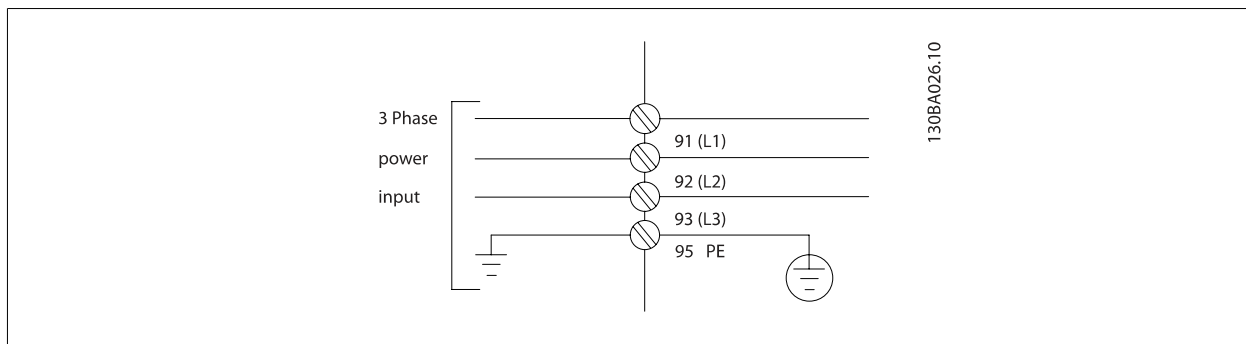 3 Phase
91 (L1)
power
92 (L2)
input
93 (L3)
95 PE
130BA026.10